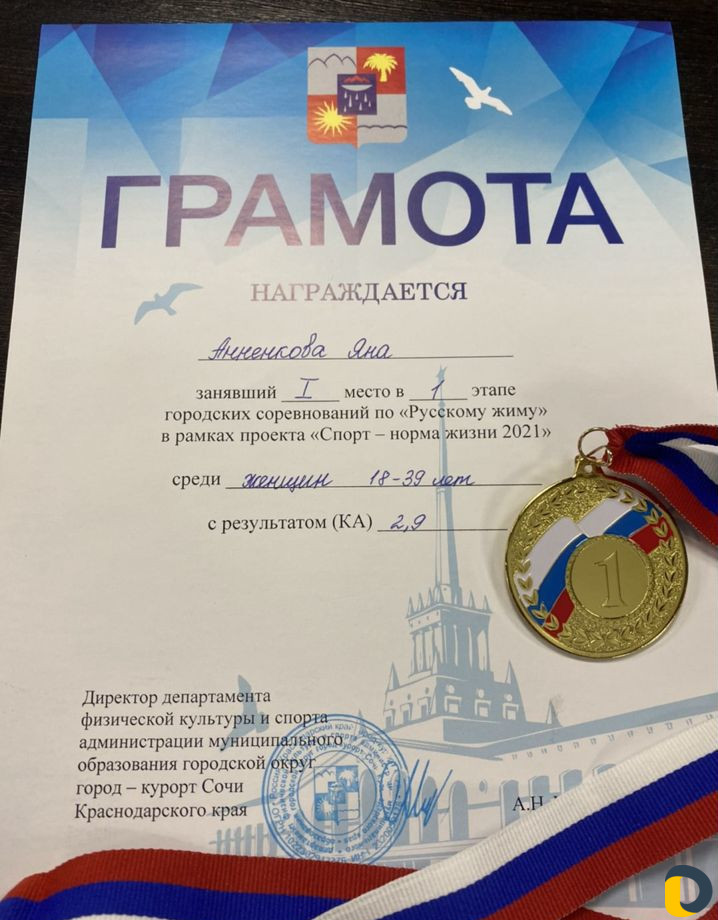 ГРАМОТА
НАГРАЖДАЕТСЯ
Анненкова Яна
занявший I место в 1 этапе
городских соревнований по «Русскому жиму»
в рамках проекта «Спорт – норма жизни 2021»
среди женщин 18-39 лет
с результатом (КА) 2,9
1
Директор департамента
физической культуры и спорта
администрации муниципального
образования городской округ
город – курорт Сочи
Краснодарского края
А.Н.